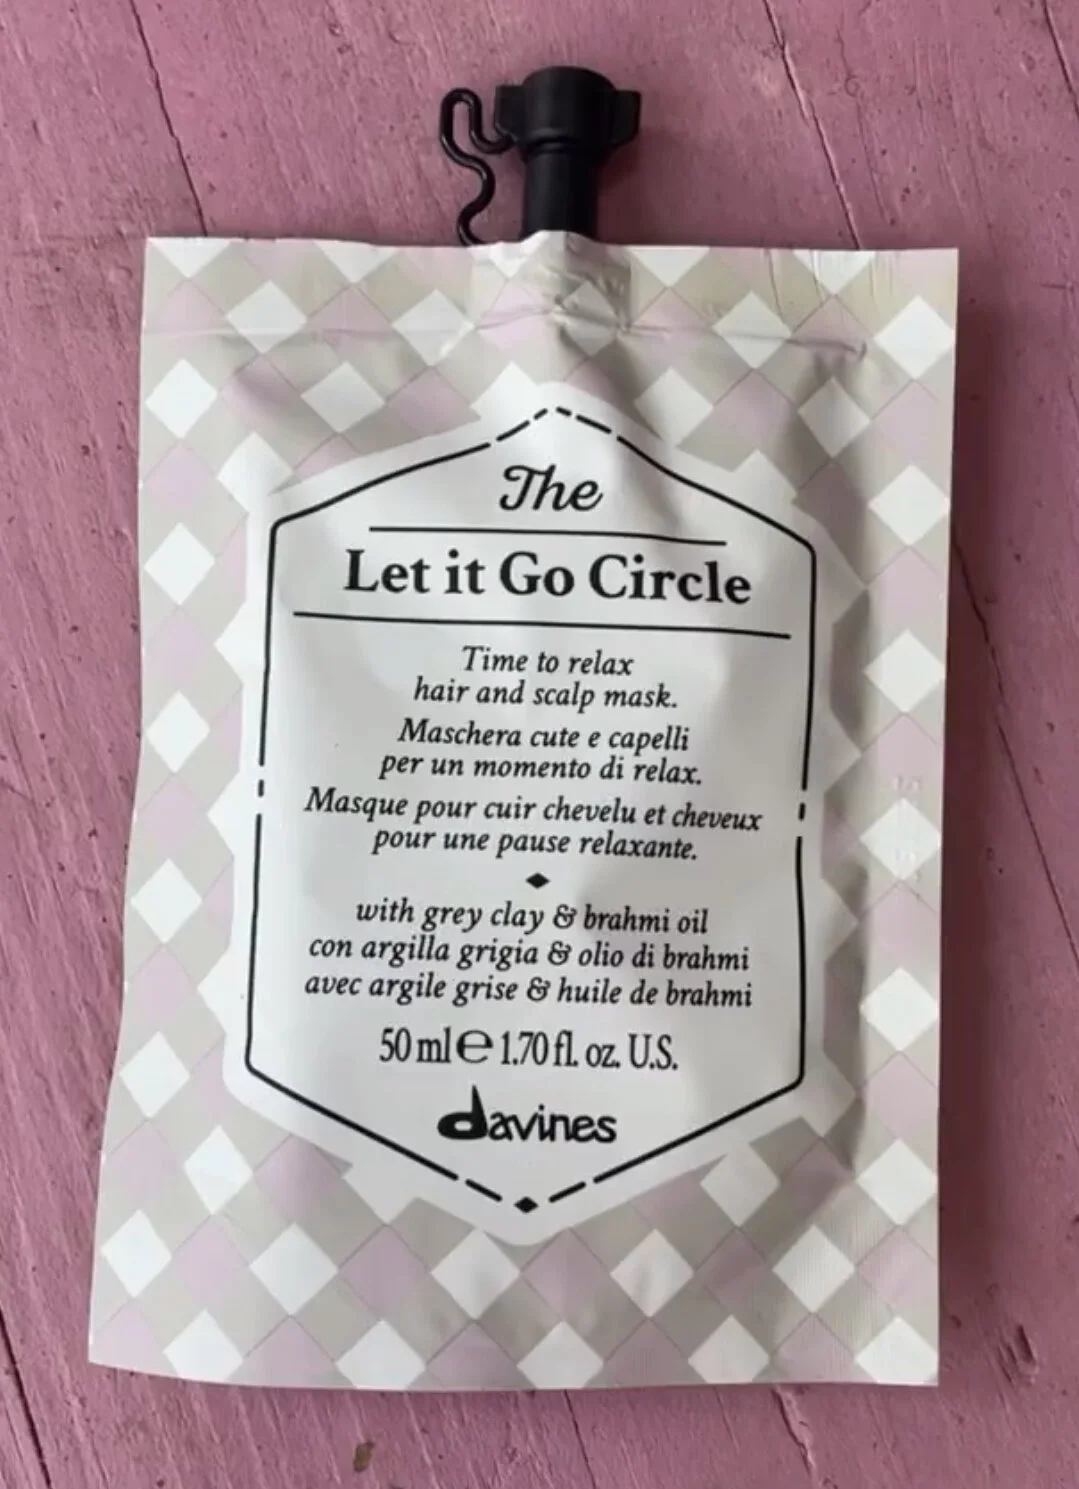 The
Let it Go Circle
Time to relax
hair and scalp mask.
Maschera cute e capelli
per un momento di relax.
Masque pour cuir chevelu et cheveux
pour une pause relaxante.
with grey clay & brahmi oil
con argilla grigia & olio di brahmi
avec argile grise & huile de brahmi
50 ml ℮ 1.70 fl. oz. U.S.
davines